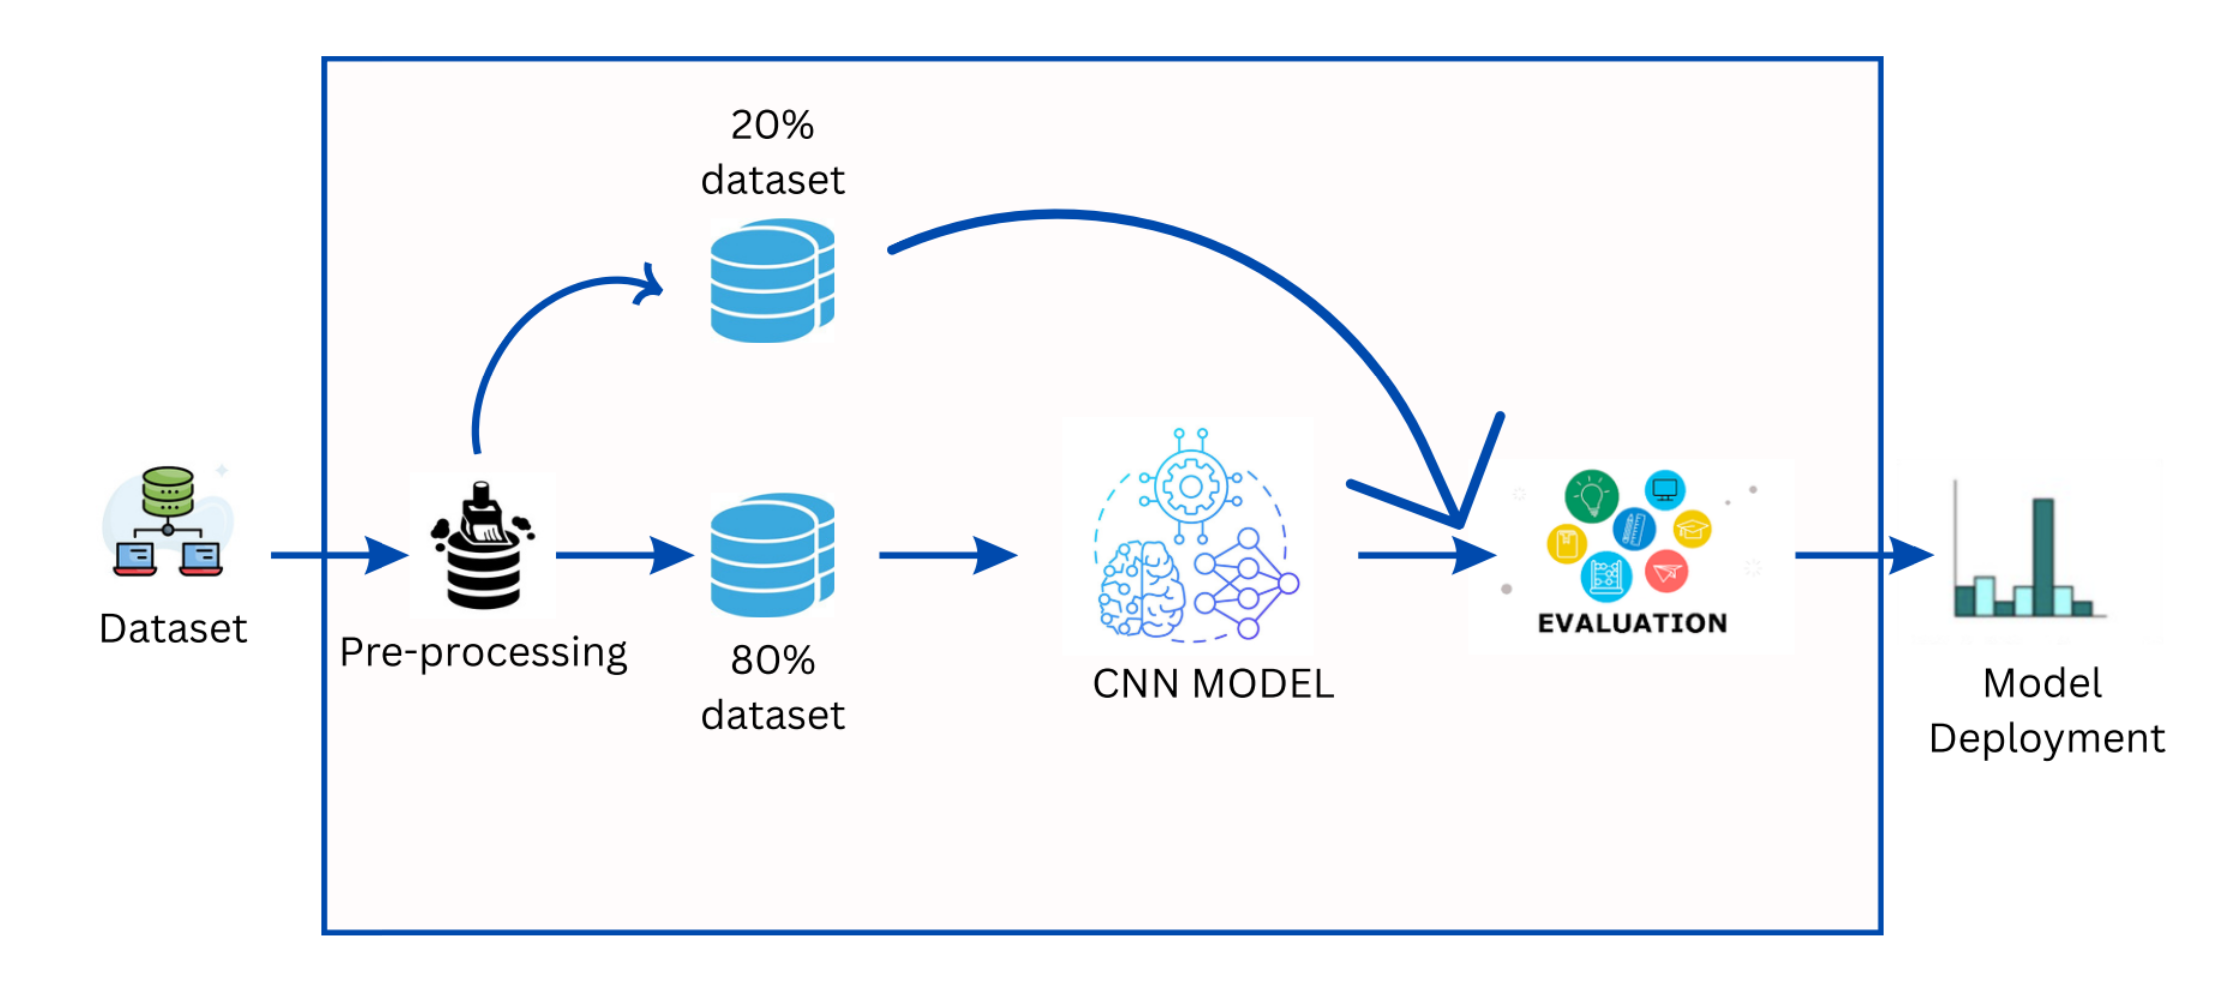 20%
dataset
Dataset
Pre-processing
80%
dataset
CNN MODEL
EVALUATION
Model
Deployment